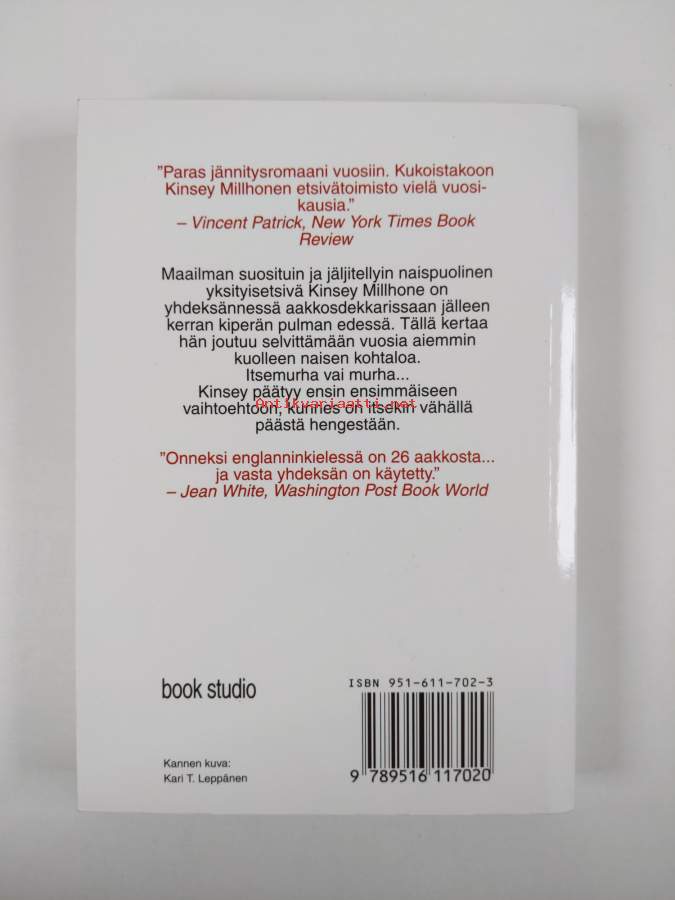 "Paras jännitysromaani vuosiin. Kukoistakoon
Kinsey Millhonen etsivätoimisto vielä vuosi-
kausia."
– Vincent Patrick, New York Times Book
Review
Maailman suosituin ja jäljitellyin naispuolinen
yksityisetsivä Kinsey Millhone on
yhdeksännessä aakkosdekkarissaan jälleen
kerran kiperän pulman edessä. Tällä kertaa
hän joutuu selvittämään vuosia aiemmin
kuolleen naisen kohtaloa.
Itsemurha vai murha...
Kinsey päätyy ensin ensimmäiseen
Antikvariaatti.net
vaihtoehtoon, kunnes on itsekin vähällä
päästä hengestään.
"Onneksi englanninkielessä on 26 aakkosta...
ja vasta yhdeksän on käytetty."
– Jean White, Washington Post Book World
book studio
ISBN 951-611-702-3
9 789516 117020
Kannen kuva:
Kari T. Leppänen